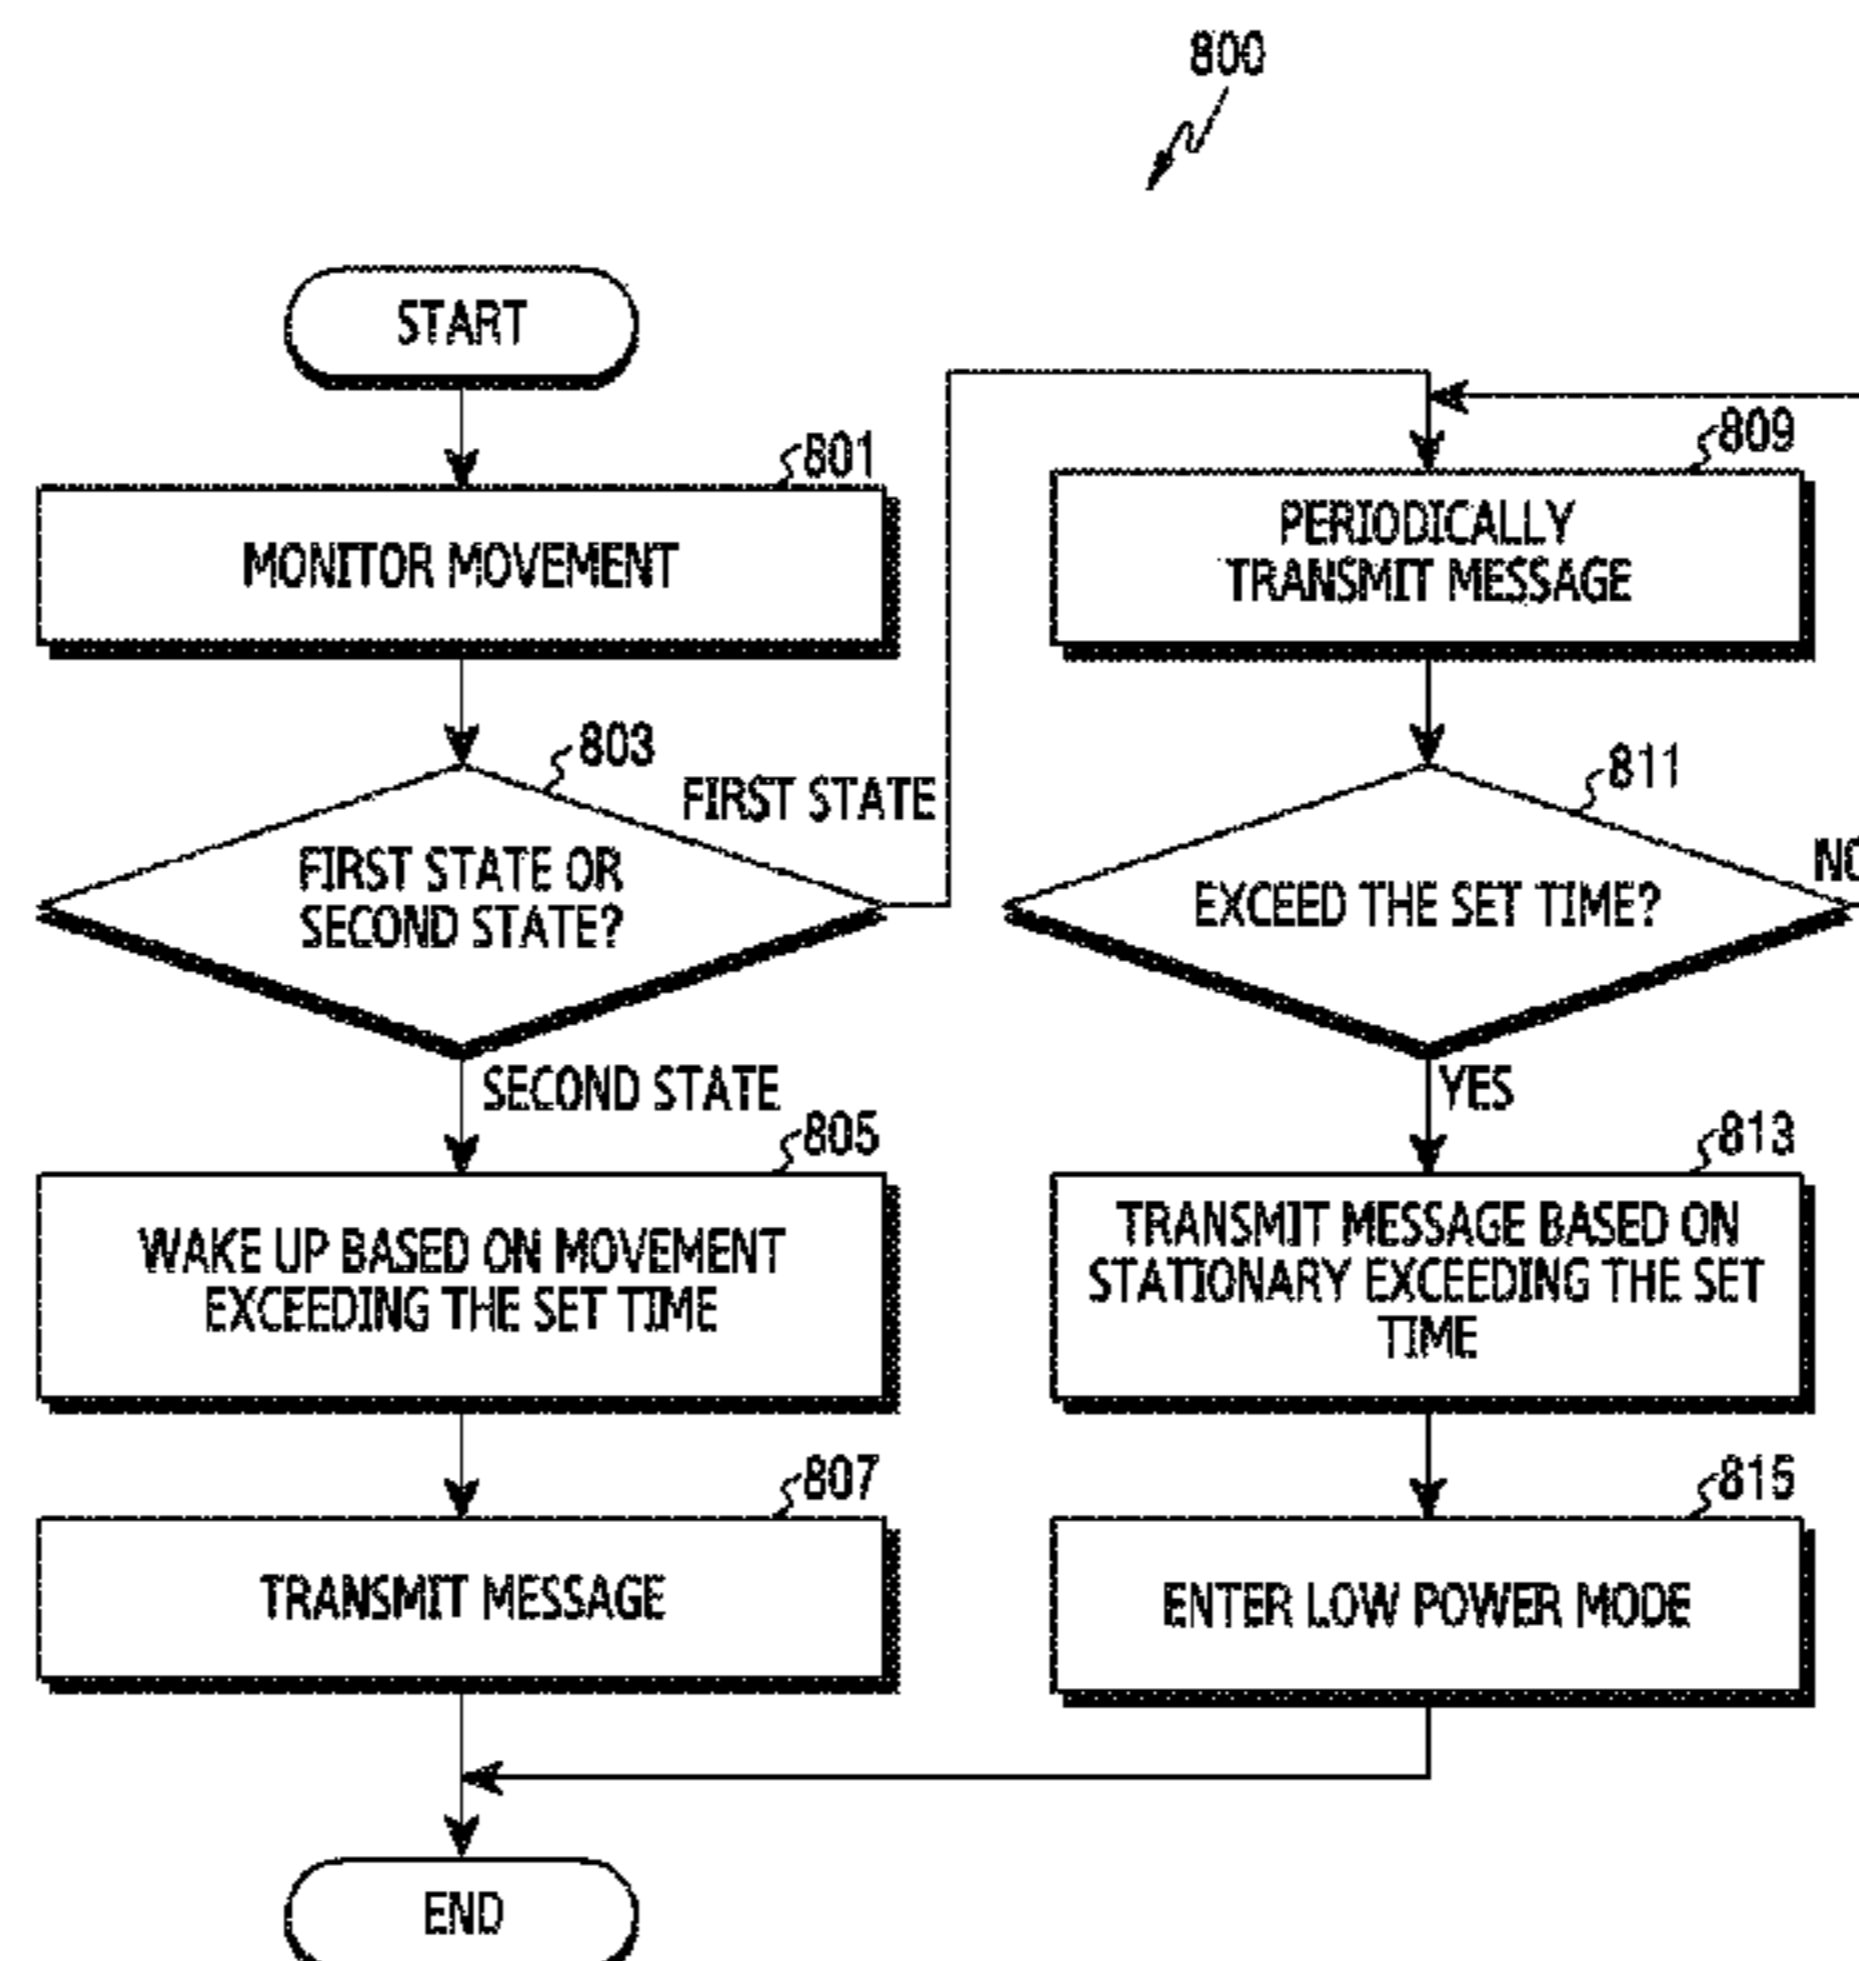 800
START
801
MONITOR MOVEMENT
803
FIRST STATE
FIRST STATE OR
SECOND STATE?
SECOND STATE
805
WAKE UP BASED ON MOVEMENT
EXCEEDING THE SET TIME
807
TRANSMIT MESSAGE
END
809
PERIODICALLY
TRANSMIT MESSAGE
811
NO
EXCEED THE SET TIME?
YES
813
TRANSMIT MESSAGE BASED ON
STATIONARY EXCEEDING THE SET
TIME
815
ENTER LOW POWER MODE